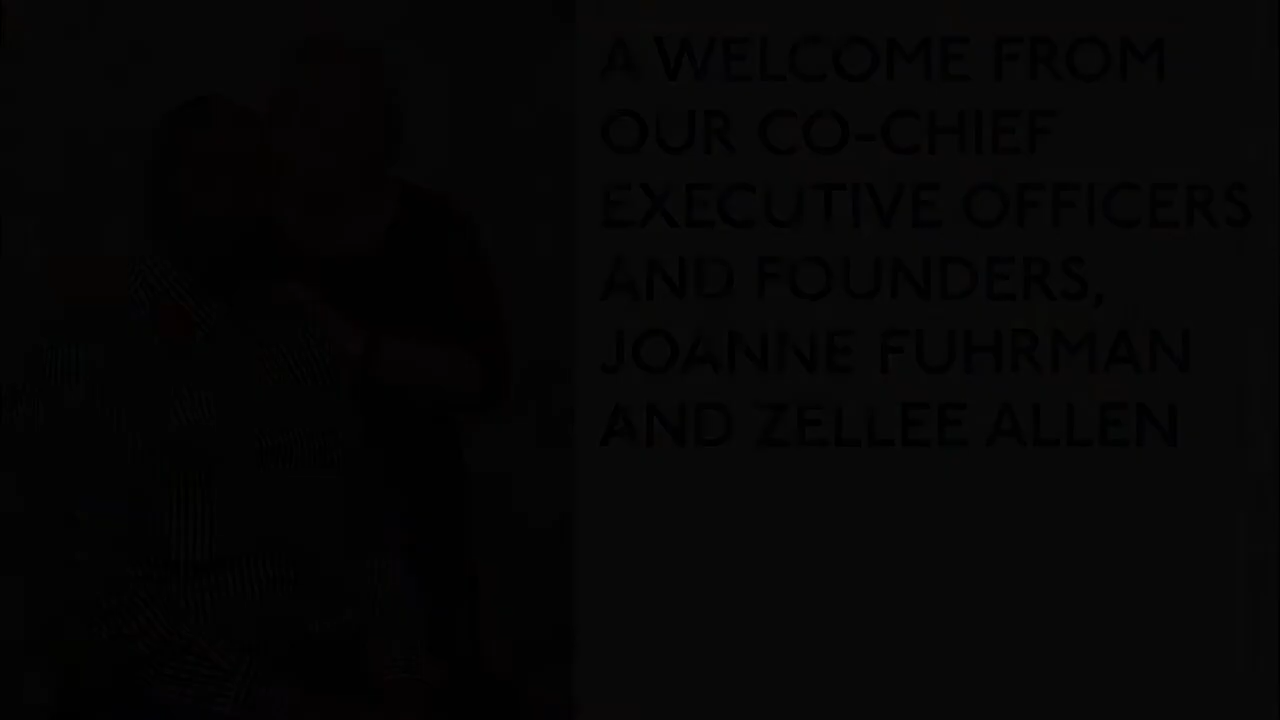 A WELCOME FROM
OUR CO-CHIEF
EXECUTIVE OFFICERS
AND FOUNDERS,
JOANNE FUHRMAN
AND ZELLEE ALLEN